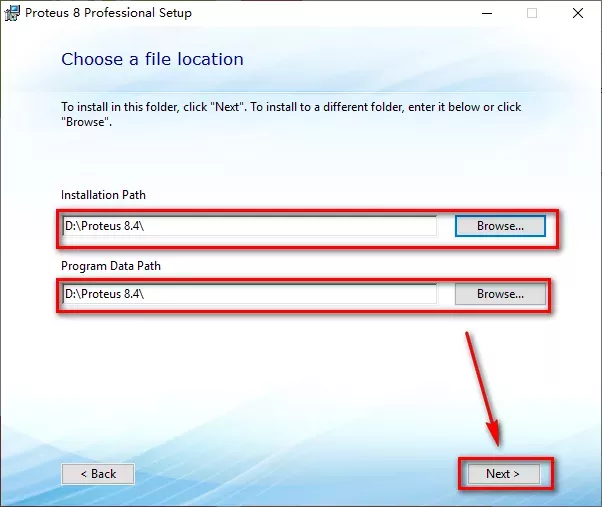 Proteus 8 Professional Setup
Choose a file location
To install in this folder, click "Next". To install to a different folder, enter it below or click
"Browse".
Installation Path
D:\Proteus 8.4\
Browse...
Program Data Path
D:\Proteus 8.4\
Browse...
< Back
Next >